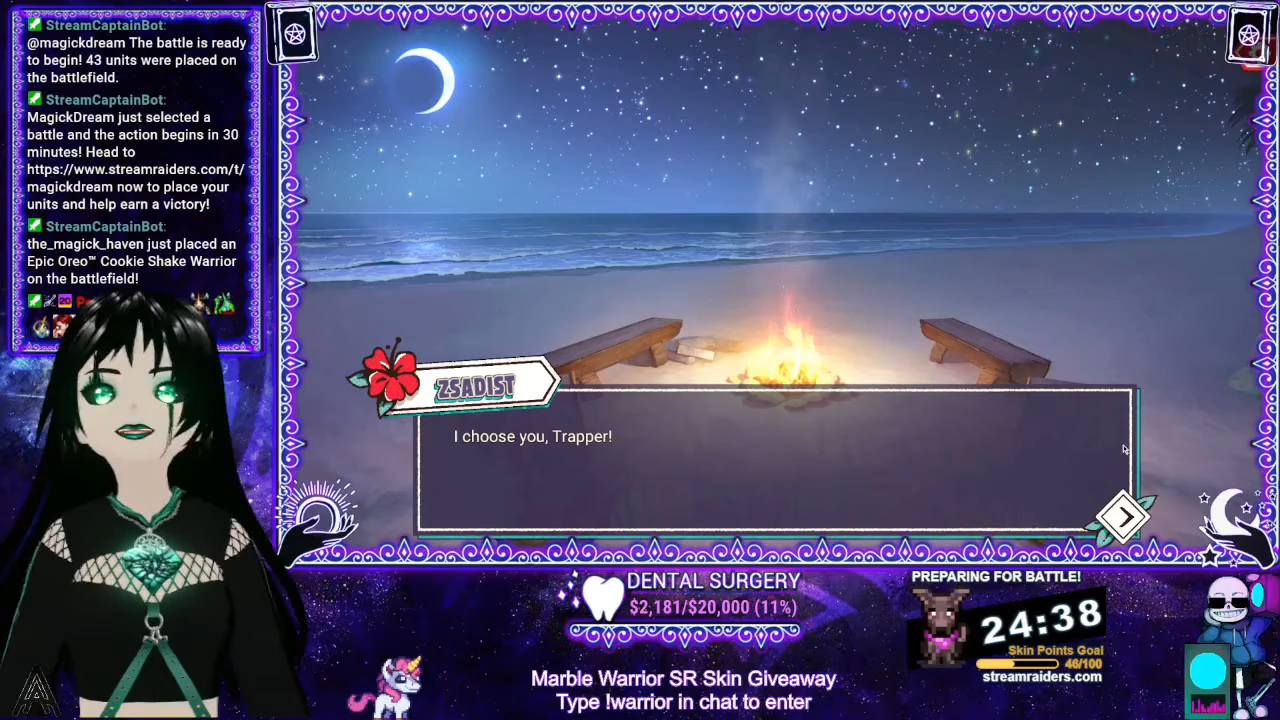 StreamCaptainBot:
@magickdream The battle is ready
to begin! 43 units were placed on
the battlefield.
StreamCaptainBot:
MagickDream just selected a
battle and the action begins in 30
minutes! Head to
https://www.streamraiders.com/t/
magickdream now to place your
units and help earn a victory!
StreamCaptainBot:
the_magick_haven just placed an
Epic Oreo™ Cookie Shake Warrior
on the battlefield!
ZSADIST
I choose you, Trapper!
DENTAL SURGERY
$2,181/$20,000 (11%)
Marble Warrior SR Skin Giveaway
Type !warrior in chat to enter
PREPARING FOR BATTLE!
24:38
Skin Points Goal
46/100
streamraiders.com